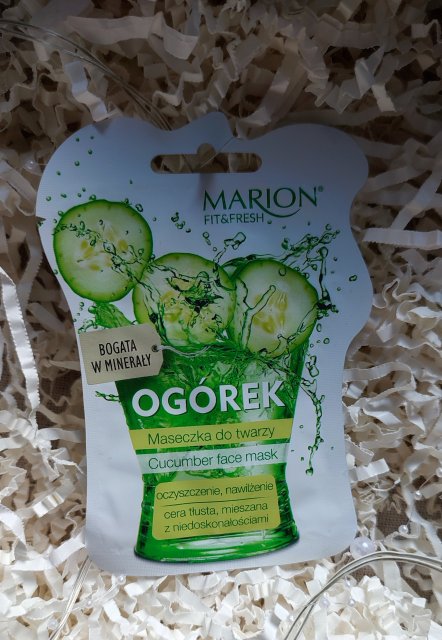 MARION®
FIT&FRESH
BOGATA
W MINERAŁY
OGÓREK
Maseczka do twarzy
Cucumber face mask
oczyszczenie, nawilżenie
cera tłusta, mieszana
z niedoskonałościami